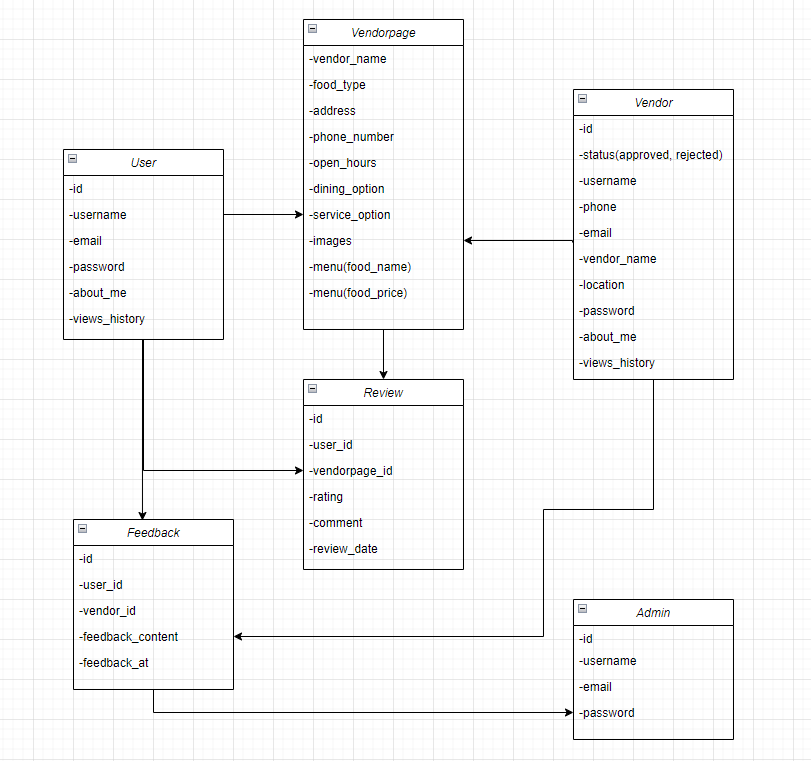 Vendorpage
-vendor_name
-food_type
-address
-phone_number
-open_hours
-dining_option
-service_option
-images
-menu(food_name)
-menu(food_price)
Vendor
-id
-status(approved, rejected)
-username
-phone
-email
-vendor_name
-location
-password
-about_me
-views_history
User
-id
-username
-email
-password
-about_me
-views_history
Review
-id
-user_id
-vendorpage_id
-rating
-comment
-review_date
Feedback
-id
-user_id
-vendor_id
-feedback_content
-feedback_at
Admin
-id
-username
-email
-password